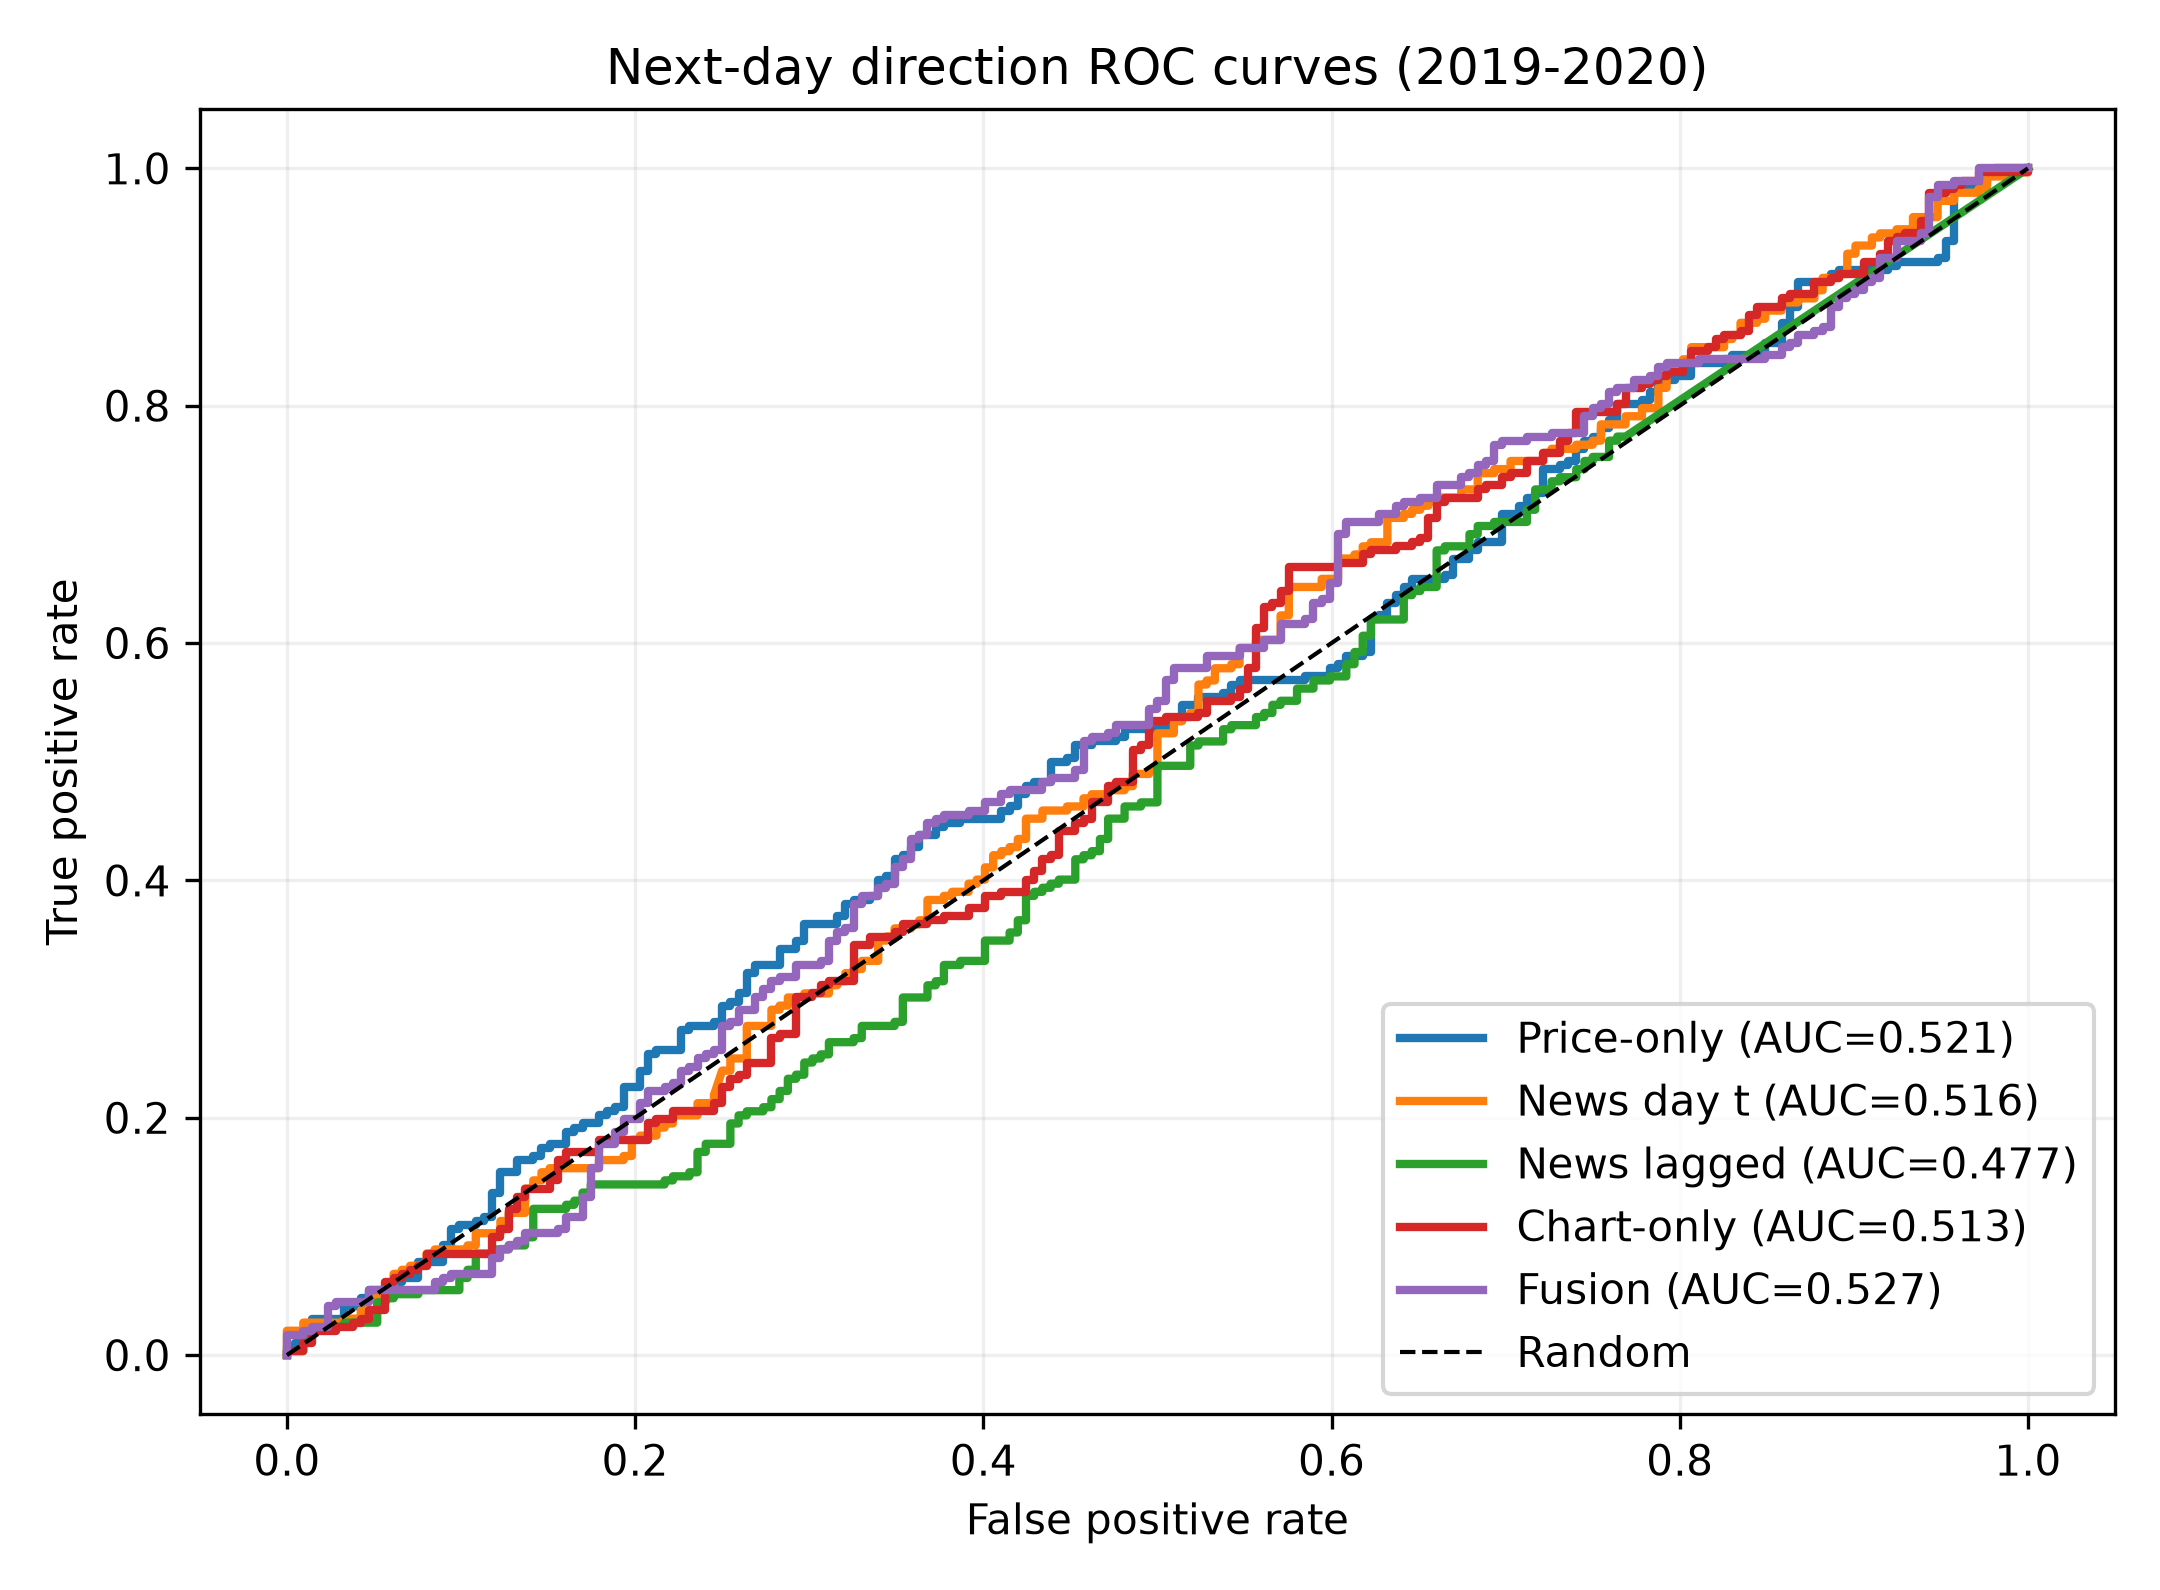 Next-day direction ROC curves (2019-2020)
True positive rate
1.0
0.8
0.6
0.4
0.2
0.0
Price-only (AUC=0.521)
News day t (AUC=0.516)
News lagged (AUC=0.477)
Chart-only (AUC=0.513)
Fusion (AUC=0.527)
Random
0.0 0.2 0.4 0.6 0.8 1.0
False positive rate